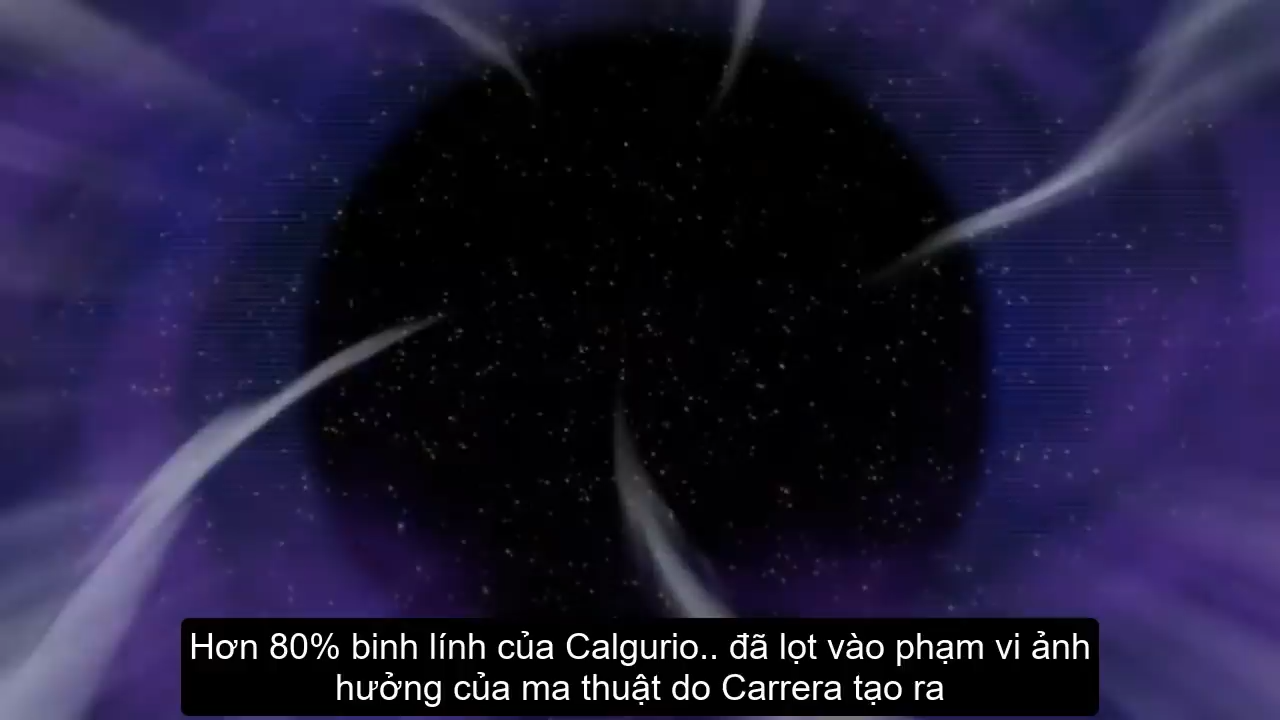 Hơn 80% binh lính của Calgurio.. đã lọt vào phạm vi ảnh
hưởng của ma thuật do Carrera tạo ra